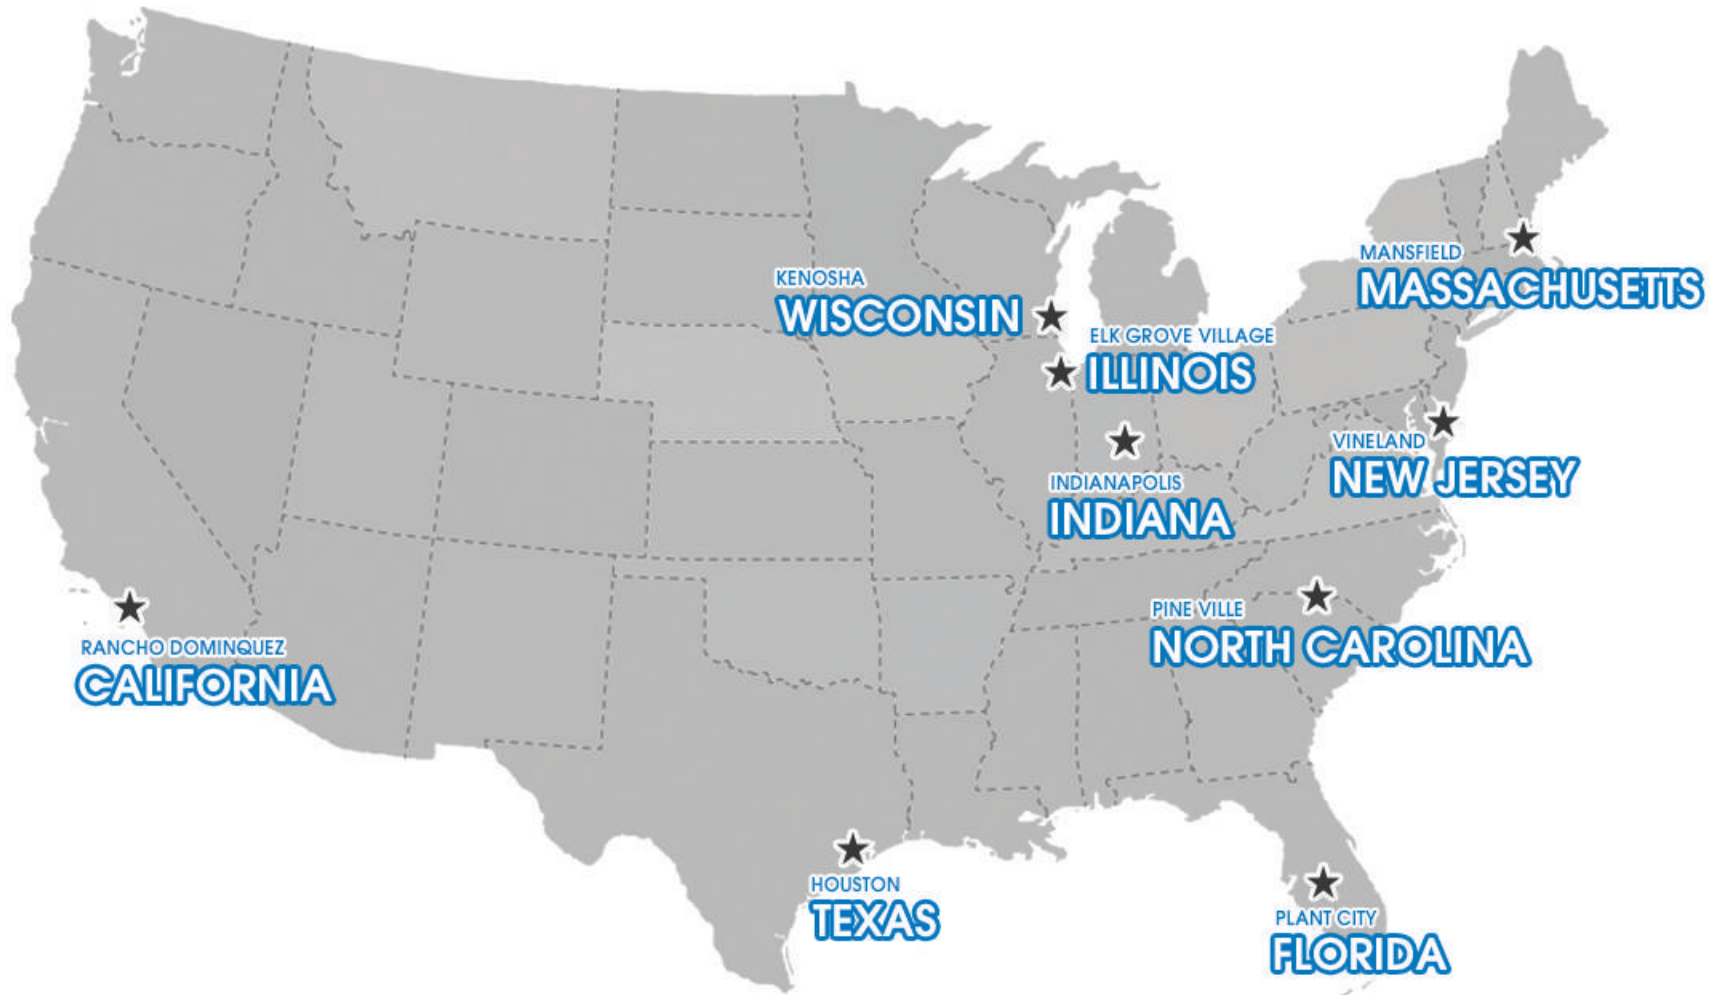 MANSFIELD
MASSACHUSETTS
KENOSHA
WISCONSIN
ELK GROVE VILLAGE
ILLINOIS
VINELAND
NEW JERSEY
INDIANAPOLIS
INDIANA
PINE VILLE
NORTH CAROLINA
RANCHO DOMINQUEZ
CALIFORNIA
HOUSTON
TEXAS
PLANT CITY
FLORIDA